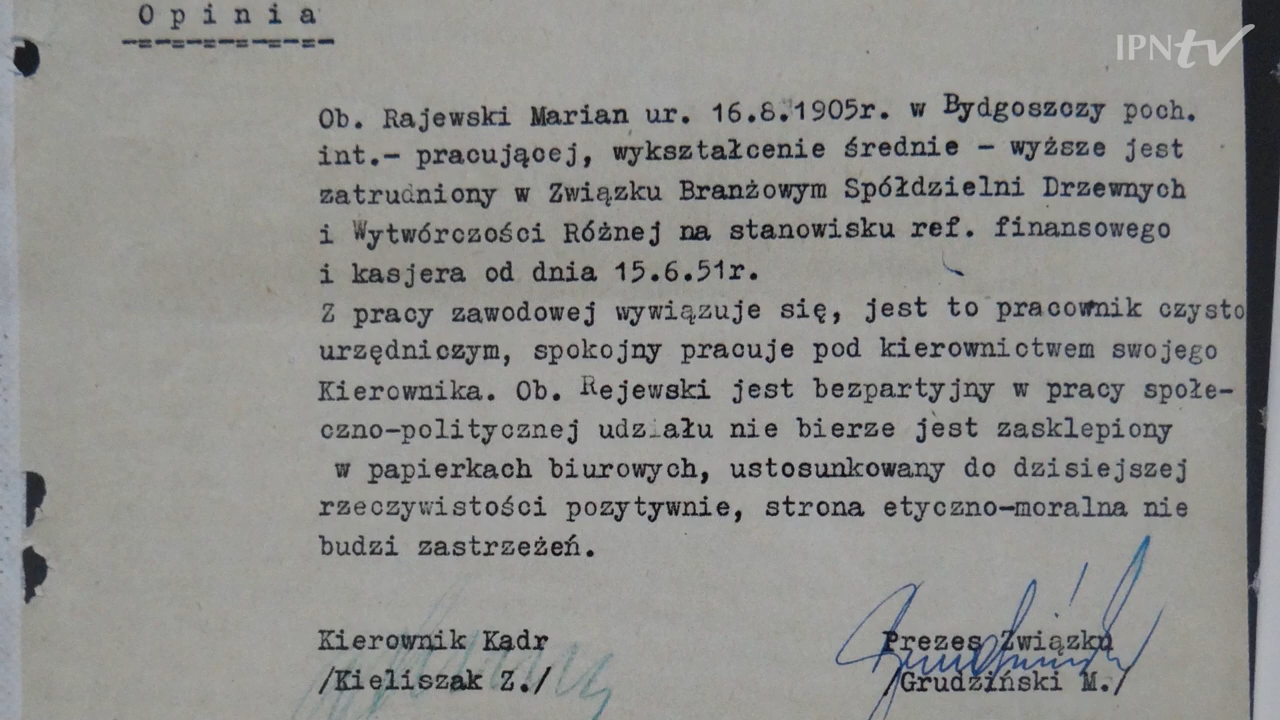 O p i n i a
IPNtv
Ob. Rajewski Marian ur. 16.8.1905r. w Bydgoszczy poch.
int.- pracującej, wykształcenie średnie - wyższe jest
zatrudniony w Związku Branżowym Spółdzielni Drzewnych
i Wytwórczości Różnej na stanowisku ref. finansowego
i kasjera od dnia 15.6.51r.
Z pracy zawodowej wywiązuje się, jest to pracownik czysto
urzędniczym, spokojny pracuje pod kierownictwem swojego
Kierownika. Ob. Rejewski jest bezpartyjny w pracy społe-
czno-politycznej udziału nie bierze jest zasklepiony
w papierkach biurowych, ustosunkowany do dzisiejszej
rzeczywistości pozytywnie, strona etyczno-moralna nie
budzi zastrzeżeń.
Kierownik Kadr Prezes Związku
/Kieliszak Z./ /Grudziński M./